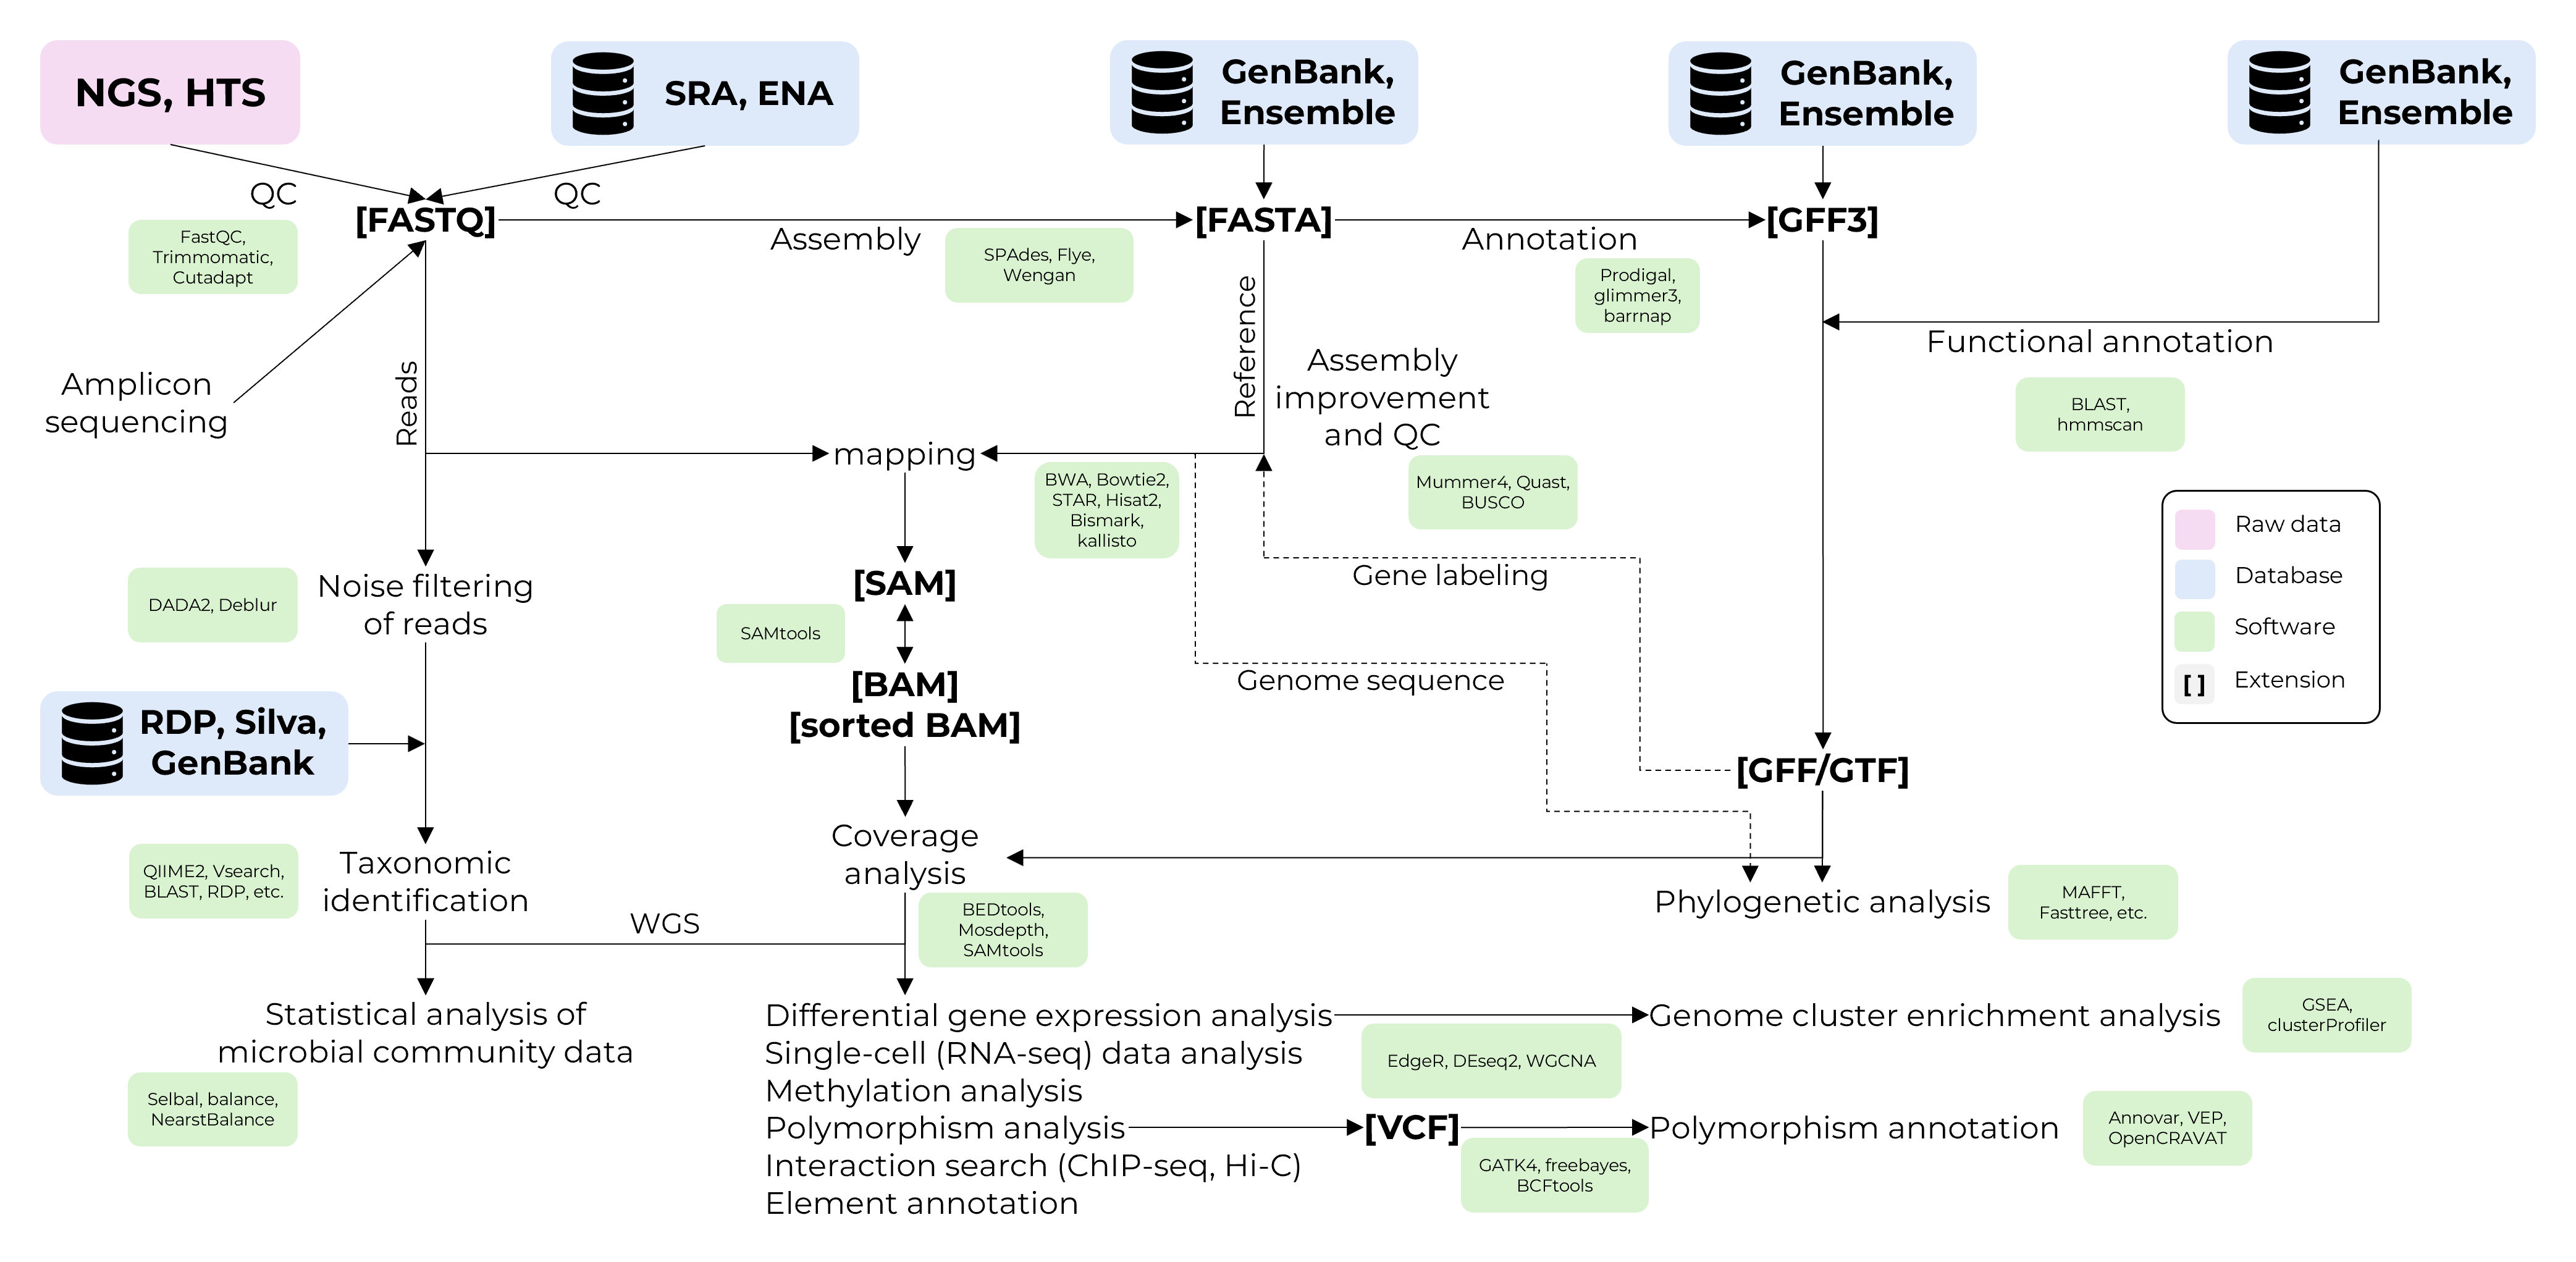 NGS, HTS
SRA, ENA
GenBank,
Ensemble
GenBank,
Ensemble
GenBank,
Ensemble
QC
QC
[FASTQ]
[FASTA]
[GFF3]
FastQC,
Trimmomatic,
Cutadapt
Assembly
SPAdes, Flye,
Wengan
Annotation
Prodigal,
glimmer3,
barrnap
Functional annotation
BLAST,
hmmscan
Amplicon
sequencing
Reads
Reference
Assembly
improvement
and QC
Mummer4, Quast,
BUSCO
mapping
BWA, Bowtie2,
STAR, Hisat2,
Bismark,
kallisto
Raw data
Database
Software
[ ]
Extension
DADA2, Deblur
Noise filtering
of reads
[SAM]
SAMtools
Gene labeling
[BAM]
[sorted BAM]
Genome sequence
RDP, Silva,
GenBank
[GFF/GTF]
QIIME2, Vsearch,
BLAST, RDP, etc.
Taxonomic
identification
Coverage
analysis
BEDtools,
Mosdepth,
SAMtools
WGS
Phylogenetic analysis
MAFFT,
Fasttree, etc.
Statistical analysis of
microbial community data
Selbal, balance,
NearstBalance
Differential gene expression analysis
Single-cell (RNA-seq) data analysis
Methylation analysis
Polymorphism analysis
Interaction search (ChIP-seq, Hi-C)
Element annotation
EdgeR, DEseq2, WGCNA
Genome cluster enrichment analysis
GSEA,
clusterProfiler
[VCF]
GATK4, freebayes,
BCFtools
Polymorphism annotation
Annovar, VEP,
OpenCRAVAT